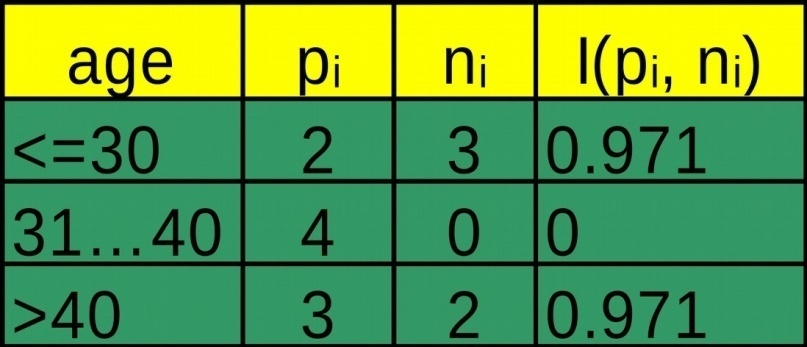 age pi ni I(pi, ni)
<=30 2 3 0.971
31…40 4 0 0
>40 3 2 0.971